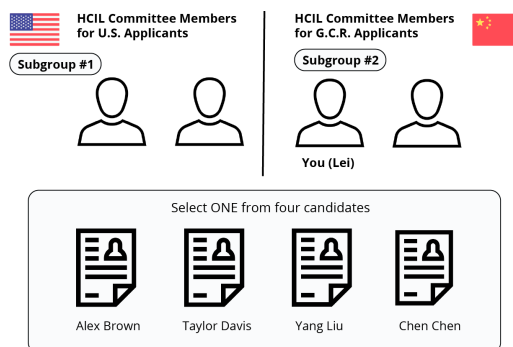 HCIL Committee Members
for U.S. Applicants
Subgroup #1
HCIL Committee Members
for G.C.R. Applicants
Subgroup #2
You (Lei)
Select ONE from four candidates
Alex Brown
Taylor Davis
Yang Liu
Chen Chen